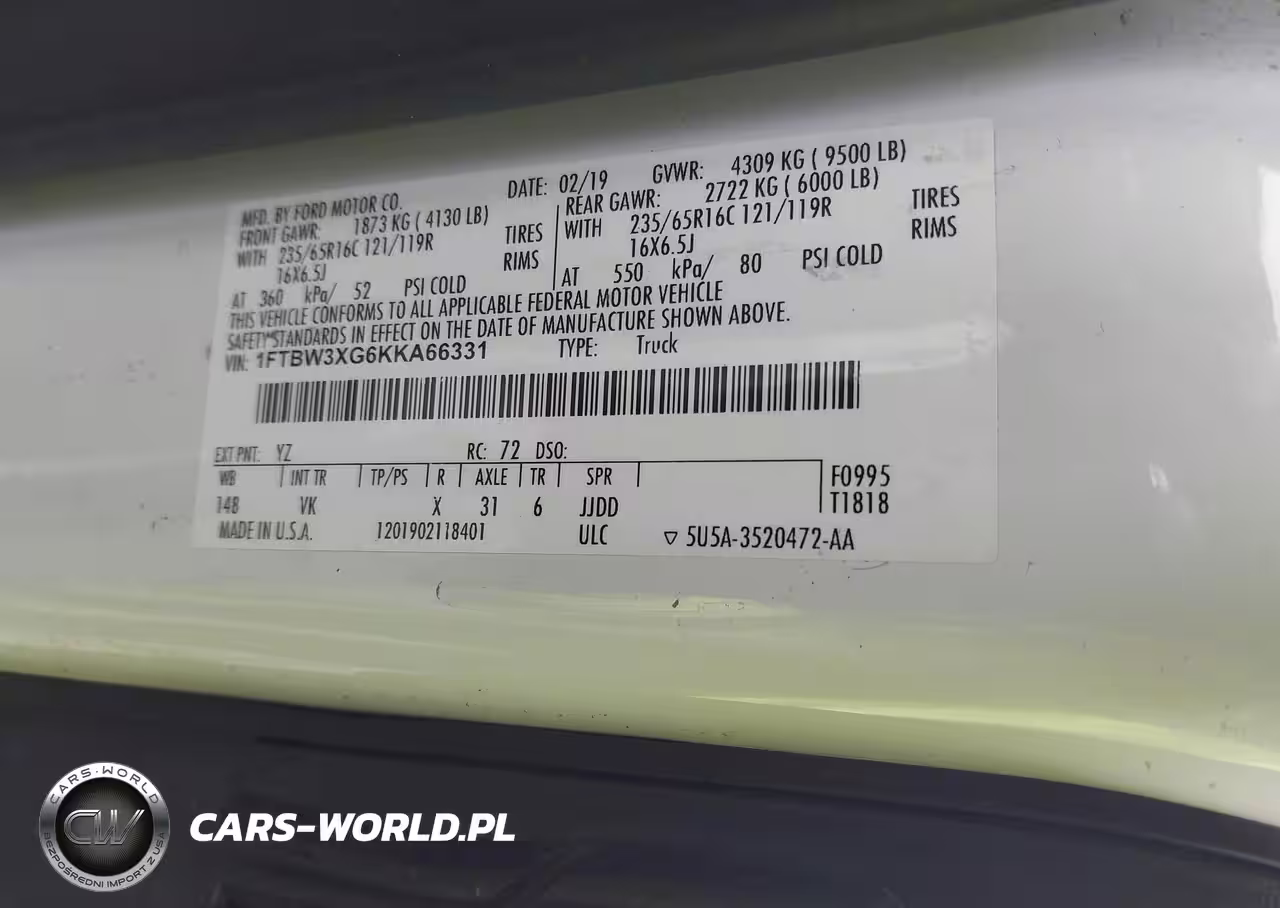 MFD. BY FORD MOTOR CO. DATE: 02/19 GVWR: 4309 KG ( 9500 LB)
FRONT GAWR: 1873 KG ( 4130 LB) REAR GAWR: 2722 KG ( 6000 LB)
WITH 235/65R16C 121/119R TIRES WITH 235/65R16C 121/119R TIRES
16X6.5J RIMS 16X6.5J RIMS
AT 360 kPa/ 52 PSI COLD AT 550 kPa/ 80 PSI COLD
THIS VEHICLE CONFORMS TO ALL APPLICABLE FEDERAL MOTOR VEHICLE
SAFETY STANDARDS IN EFFECT ON THE DATE OF MANUFACTURE SHOWN ABOVE.
VIN: 1FTBW3XG6KKA66331 TYPE: Truck
EXT PNT: YZ RC: 72 DSO:
WB INT TR TP/PS R AXLE TR SPR F0995
148 VK X 31 6 JJDD T1818
MADE IN U.S.A. 1201902118401 ULC ▽ 5U5A-3520472-AA
CARS-WORLD
CW
BEZPOŚREDNI IMPORT Z USA
CARS-WORLD.PL